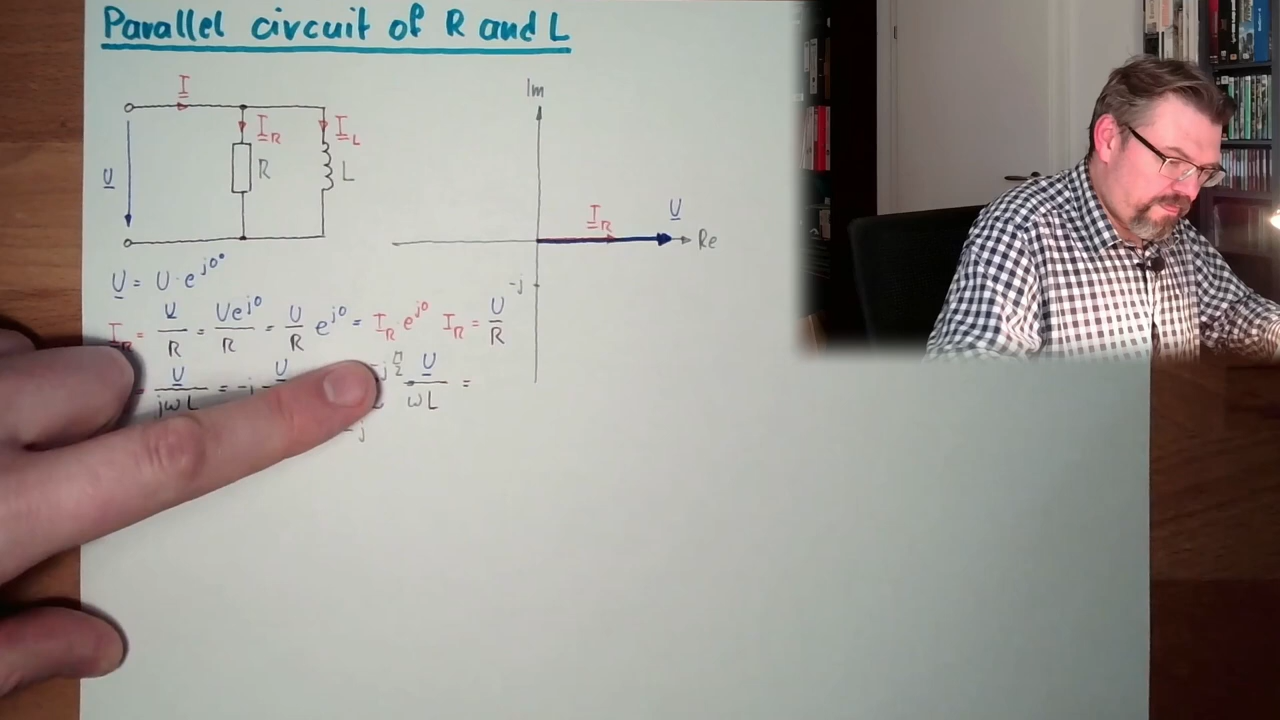 Parallel circuit of R and L
I
I_R
I_L
U
R
L
Im
I_R
U
Re
-j
U = U · e^{j0°}
I_R = U/R = Ue^{j0}/R = U/R e^{j0} = I_R e^{j0} I_R = U/R
= U/jωL = -j U j π/2 U/ωL =
-j